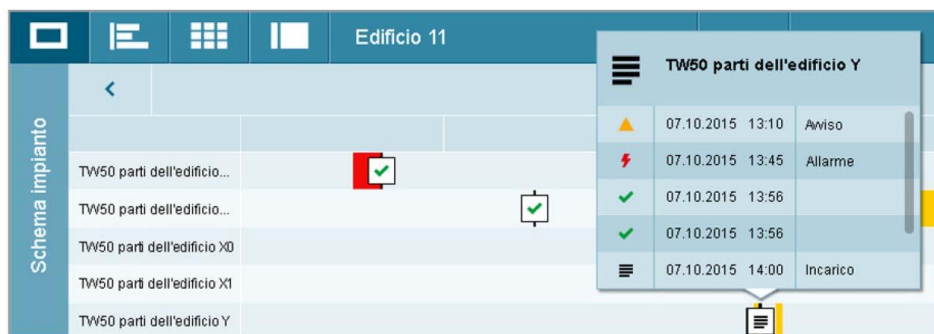 Edificio 11
TW50 parti dell'edificio Y
07.10.2015 13:10 Avviso
07.10.2015 13:45 Allarme
07.10.2015 13:56
07.10.2015 13:56
07.10.2015 14:00 Incarico
Schema impianto
TW50 parti dell'edificio...
TW50 parti dell'edificio...
TW50 parti dell'edificio X0
TW50 parti dell'edificio X1
TW50 parti dell'edificio Y